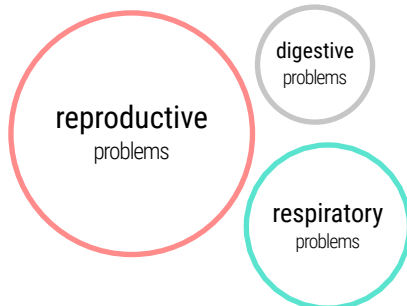 reproductive
problems
digestive
problems
respiratory
problems